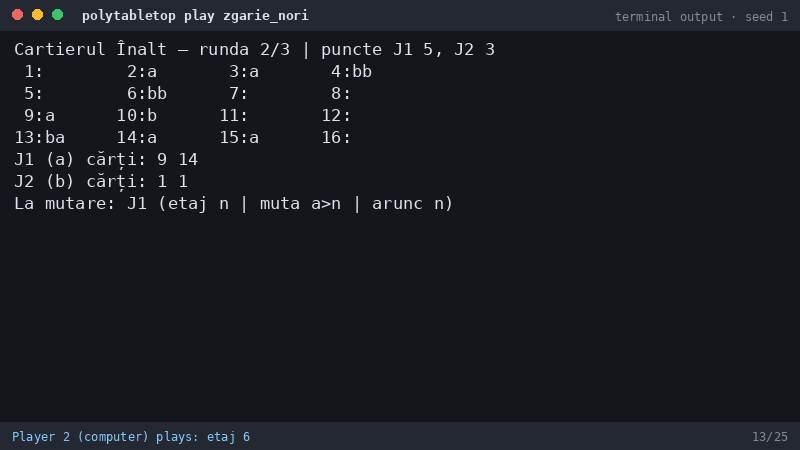 polytabletop play zgarie_nori
terminal output · seed 1
Cartierul Înalt — runda 2/3 | puncte J1 5, J2 3
1: 2:a 3:a 4:bb
5: 6:bb 7: 8:
9:a 10:b 11: 12:
13:ba 14:a 15:a 16:
J1 (a) cărți: 9 14
J2 (b) cărți: 1 1
La mutare: J1 (etaj n | muta a>n | arunc n)
Player 2 (computer) plays: etaj 6
13/25